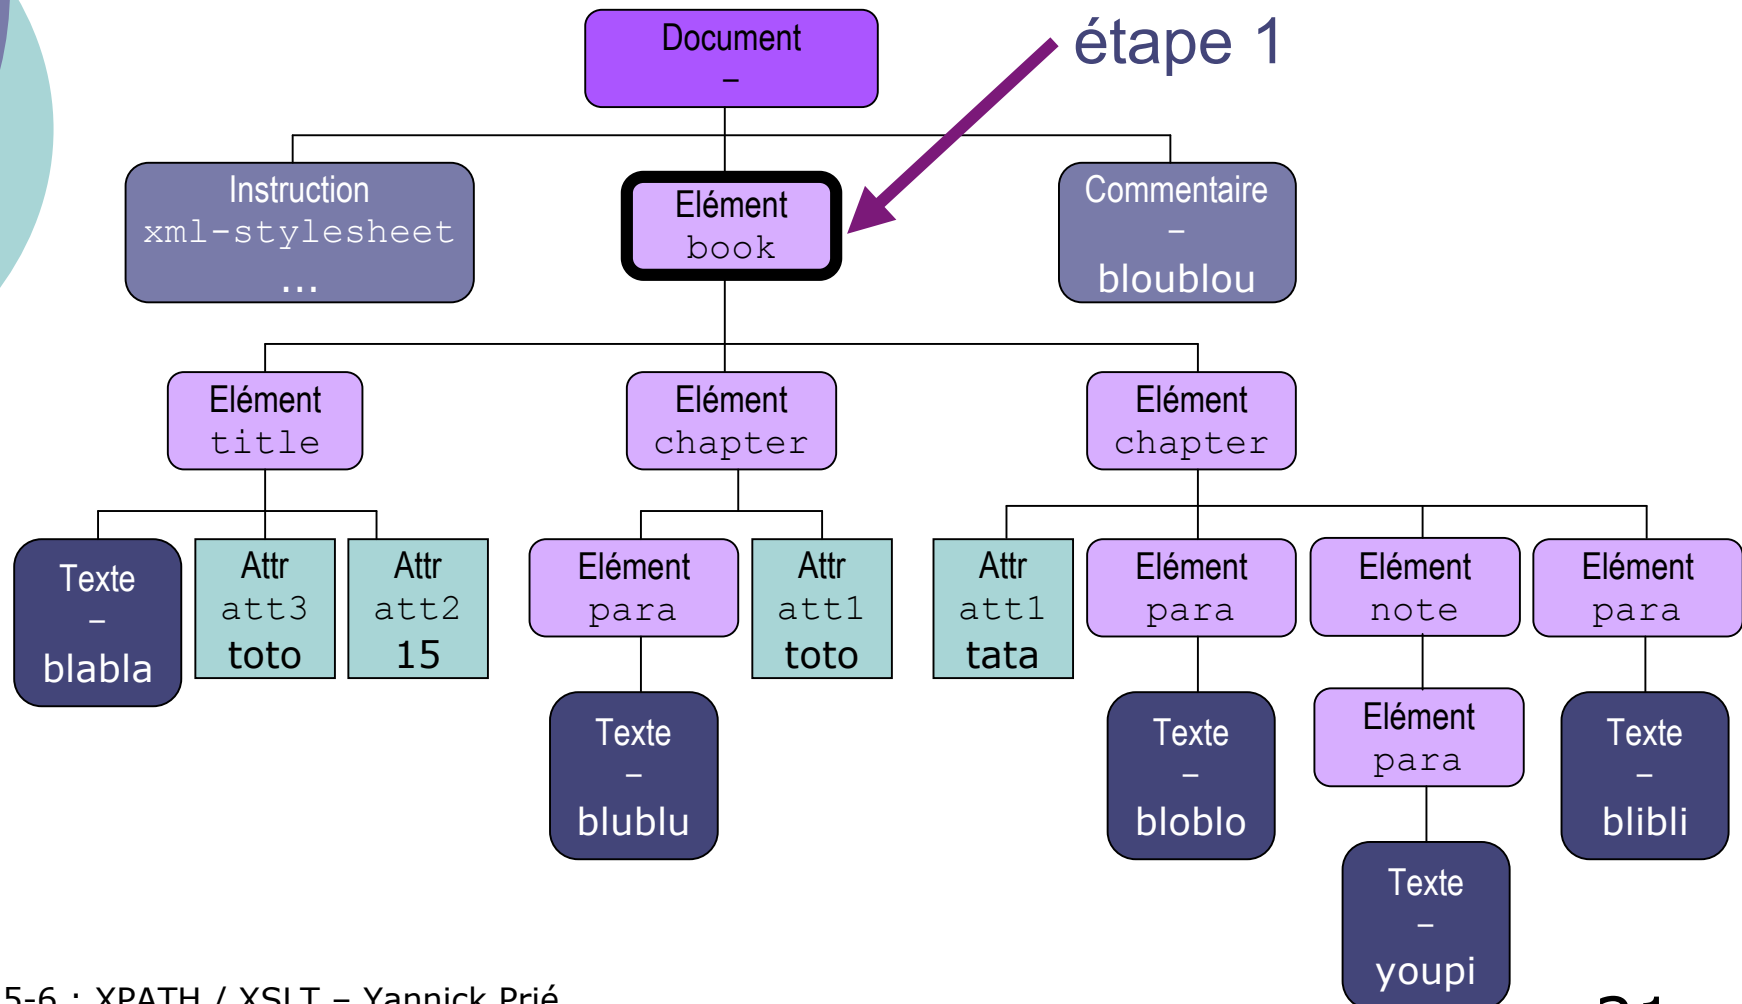 Document
–
étape 1
Instruction
xml-stylesheet
...
Elément
book
Commentaire
–
bloublou
Elément
title
Elément
chapter
Elément
chapter
Texte
–
blabla
Attr
att3
toto
Attr
att2
15
Elément
para
Attr
att1
toto
Attr
att1
tata
Elément
para
Elément
note
Elément
para
Texte
–
blublu
Texte
–
bloblo
Elément
para
Texte
–
blibli
Texte
–
youpi
5-6 : XPATH / XSLT – Yannick Prié
21